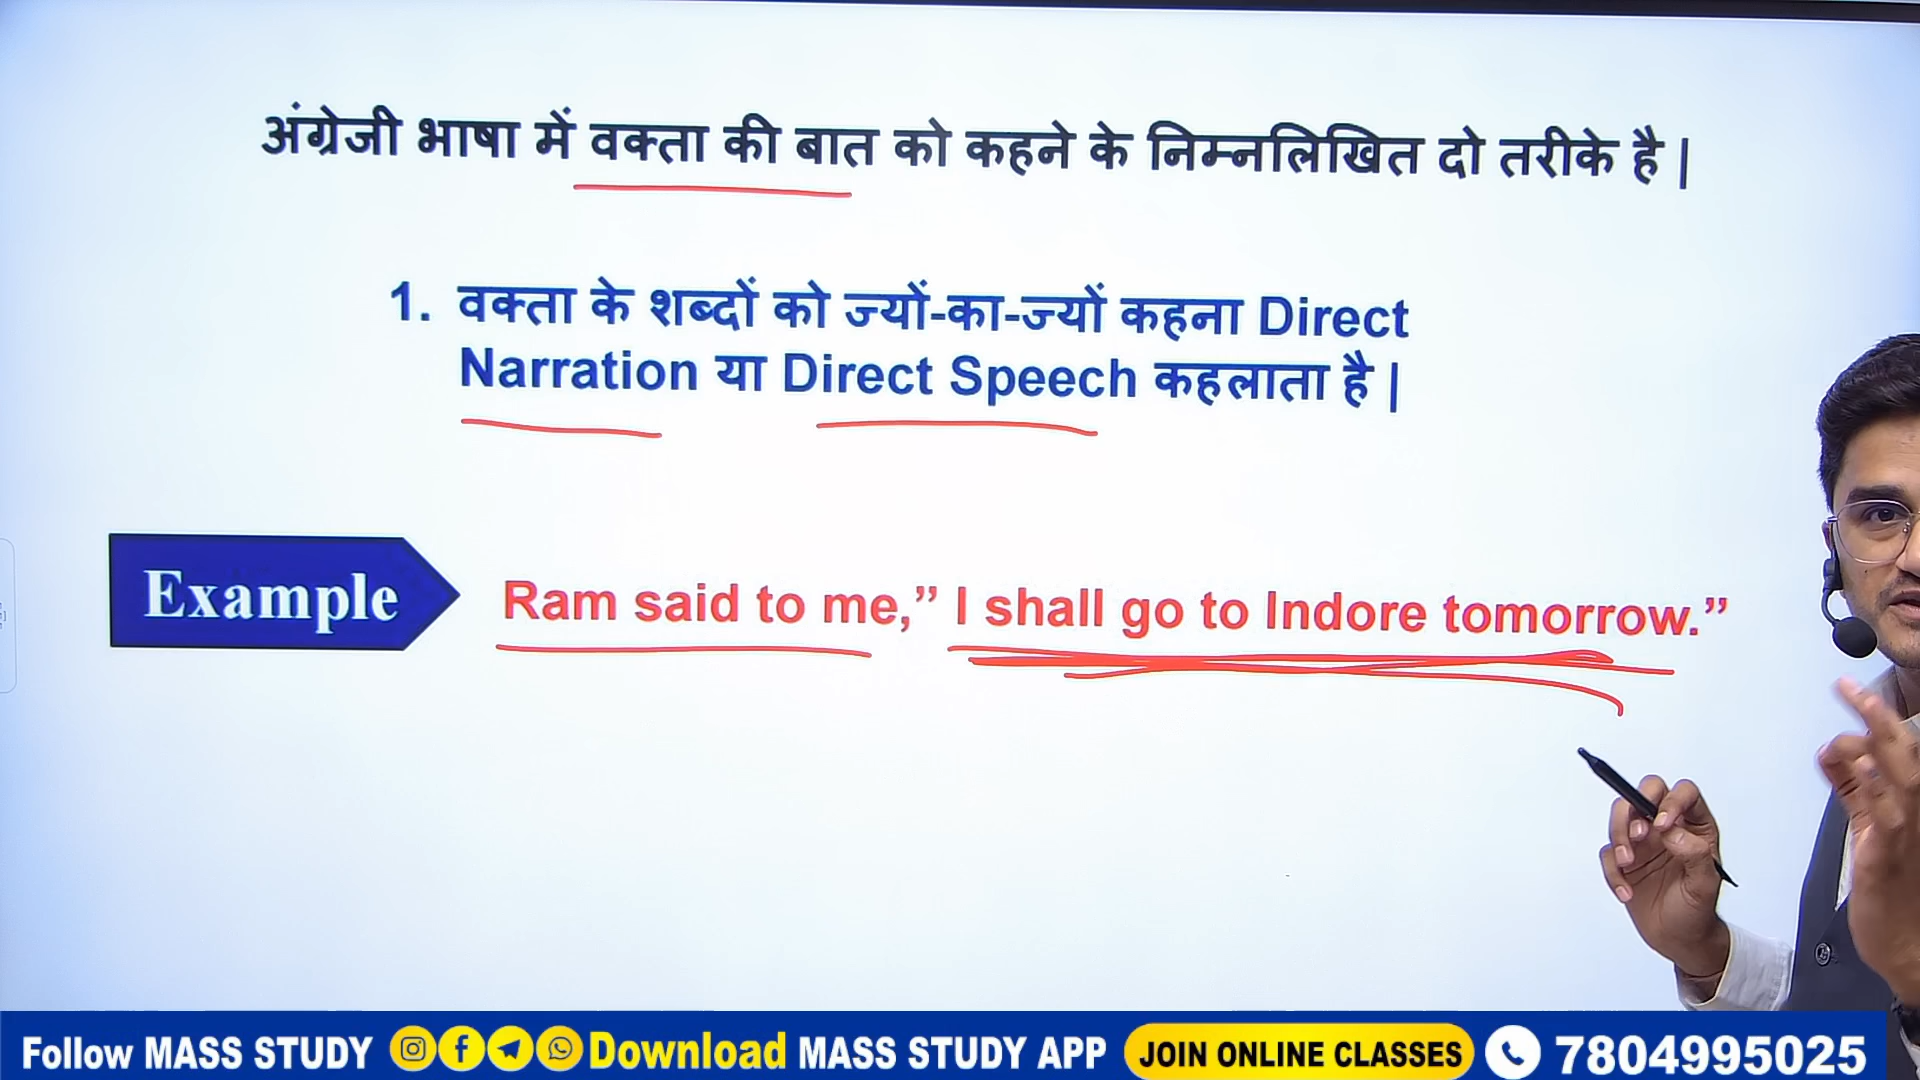 अंग्रेजी भाषा में वक्ता की बात को कहने के निम्नलिखित दो तरीके है |
1. वक्ता के शब्दों को ज्यों-का-ज्यों कहना Direct
Narration या Direct Speech कहलाता है |
Example
Ram said to me,” I shall go to Indore tomorrow.”
Follow MASS STUDY Download MASS STUDY APP JOIN ONLINE CLASSES 7804995025